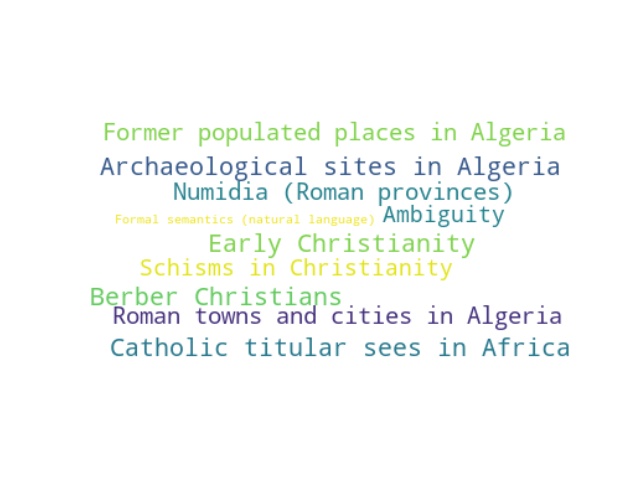 Former populated places in Algeria
Archaeological sites in Algeria
Numidia (Roman provinces)
Formal semantics (natural language) Ambiguity
Early Christianity
Schisms in Christianity
Berber Christians
Roman towns and cities in Algeria
Catholic titular sees in Africa